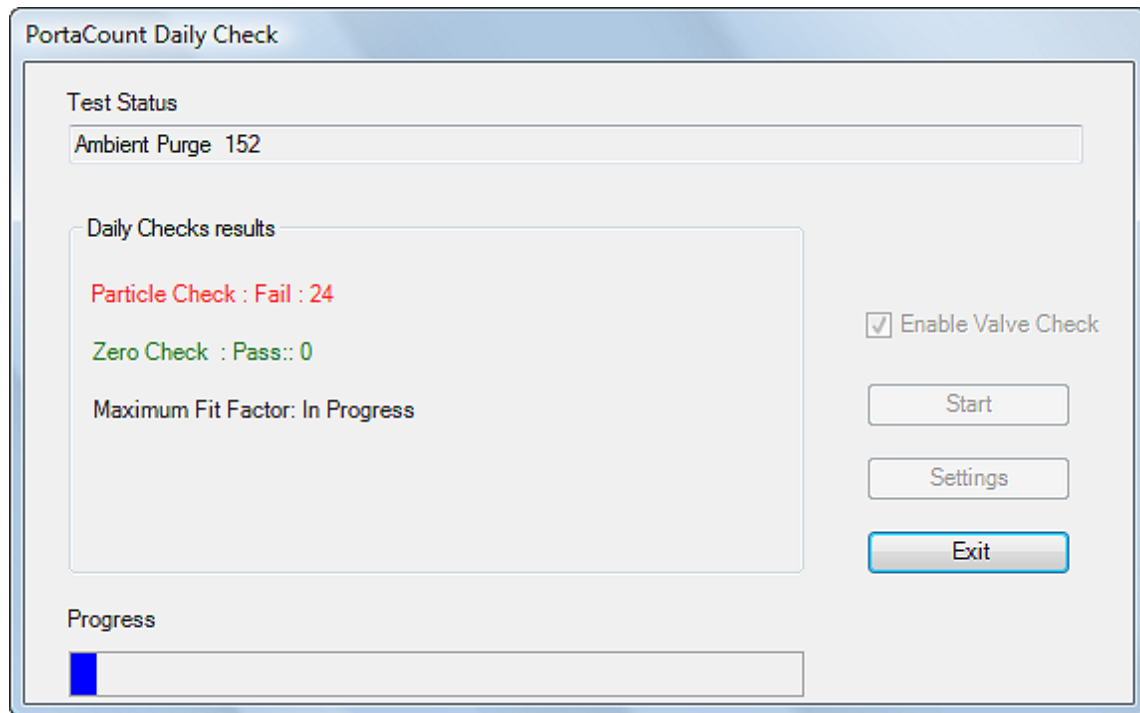 PortaCount Daily Check
Test Status
Ambient Purge  152
Daily Checks results
Particle Check : Fail : 24
Zero Check  : Pass:: 0
Maximum Fit Factor: In Progress
Enable Valve Check
Start
Settings
Exit
Progress